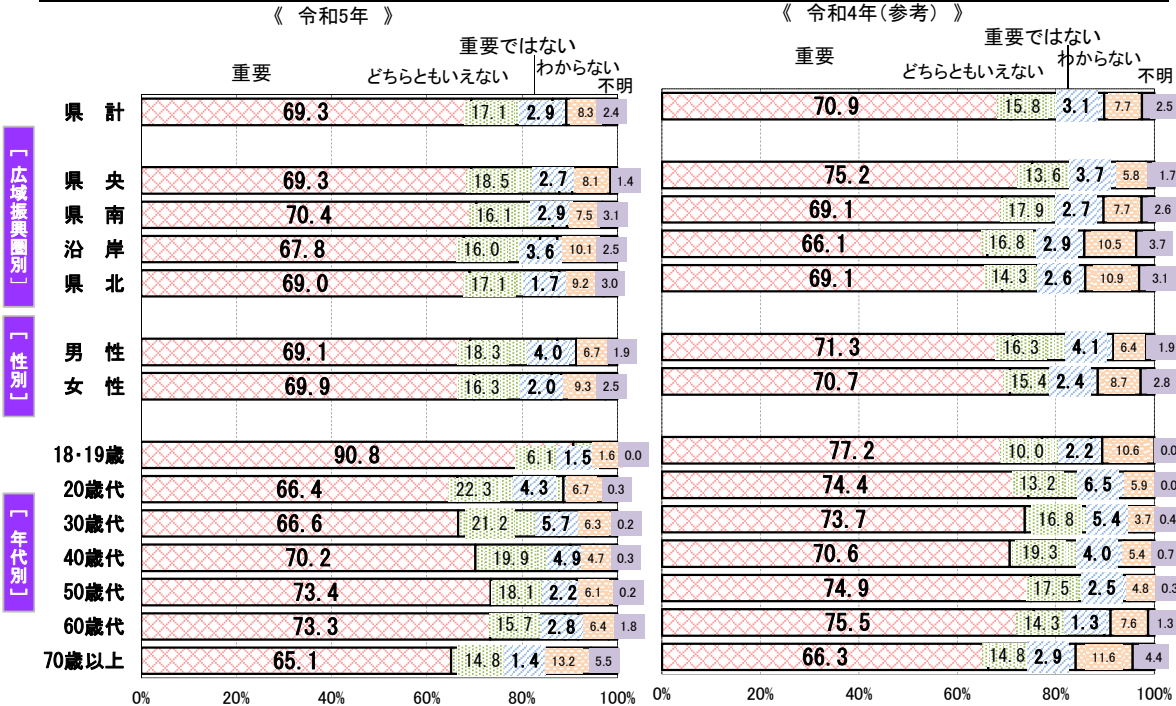 《 令和5年 》
《 令和4年(参考) 》
重要
どちらともいえない
重要ではない
わからない
不明
重要
どちらともいえない
重要ではない
わからない
不明
県 計 69.3 17.1 2.9 8.3 2.4 70.9 15.8 3.1 7.7 2.5
[広域振興圏別]
県 央 69.3 18.5 2.7 8.1 1.4 75.2 13.6 3.7 5.8 1.7
県 南 70.4 16.1 2.9 7.5 3.1 69.1 17.9 2.7 7.7 2.6
沿 岸 67.8 16.0 3.6 10.1 2.5 66.1 16.8 2.9 10.5 3.7
県 北 69.0 17.1 1.7 9.2 3.0 69.1 14.3 2.6 10.9 3.1
[性別]
男 性 69.1 18.3 4.0 6.7 1.9 71.3 16.3 4.1 6.4 1.9
女 性 69.9 16.3 2.0 9.3 2.5 70.7 15.4 2.4 8.7 2.8
[年代別]
18・19歳 90.8 6.1 1.5 1.6 0.0 77.2 10.0 2.2 10.6 0.0
20歳代 66.4 22.3 4.3 6.7 0.3 74.4 13.2 6.5 5.9 0.0
30歳代 66.6 21.2 5.7 6.3 0.2 73.7 16.8 5.4 3.7 0.4
40歳代 70.2 19.9 4.9 4.7 0.3 70.6 19.3 4.0 5.4 0.7
50歳代 73.4 18.1 2.2 6.1 0.2 74.9 17.5 2.5 4.8 0.3
60歳代 73.3 15.7 2.8 6.4 1.8 75.5 14.3 1.3 7.6 1.3
70歳以上 65.1 14.8 1.4 13.2 5.5 66.3 14.8 2.9 11.6 4.4
0% 20% 40% 60% 80% 100% 0% 20% 40% 60% 80% 100%